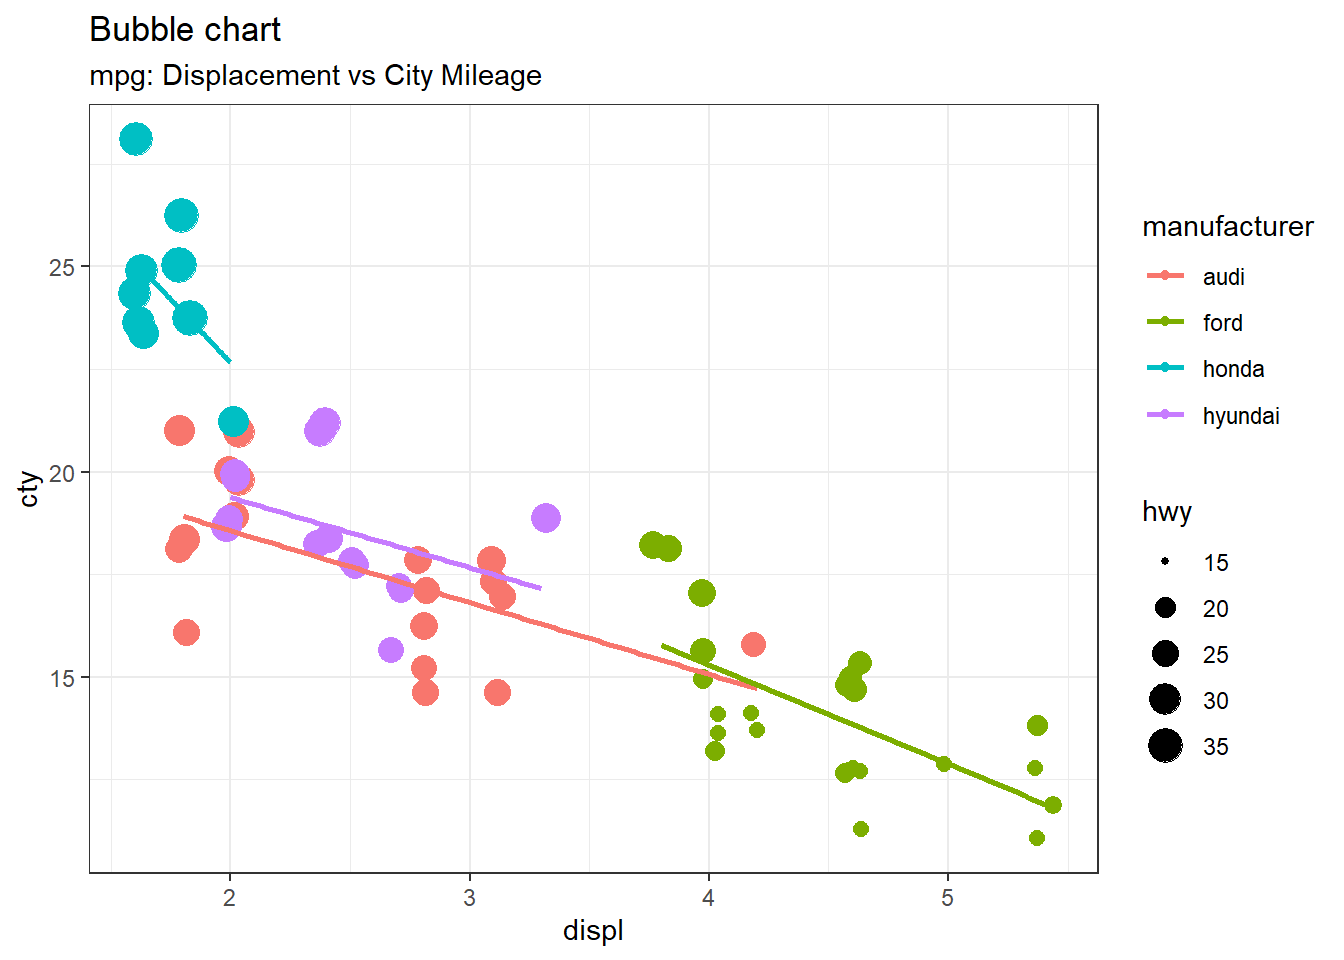 Bubble chart
mpg: Displacement vs City Mileage
25
20
15
cty
2
3
4
5
displ
manufacturer
audi
ford
honda
hyundai
hwy
15
20
25
30
35